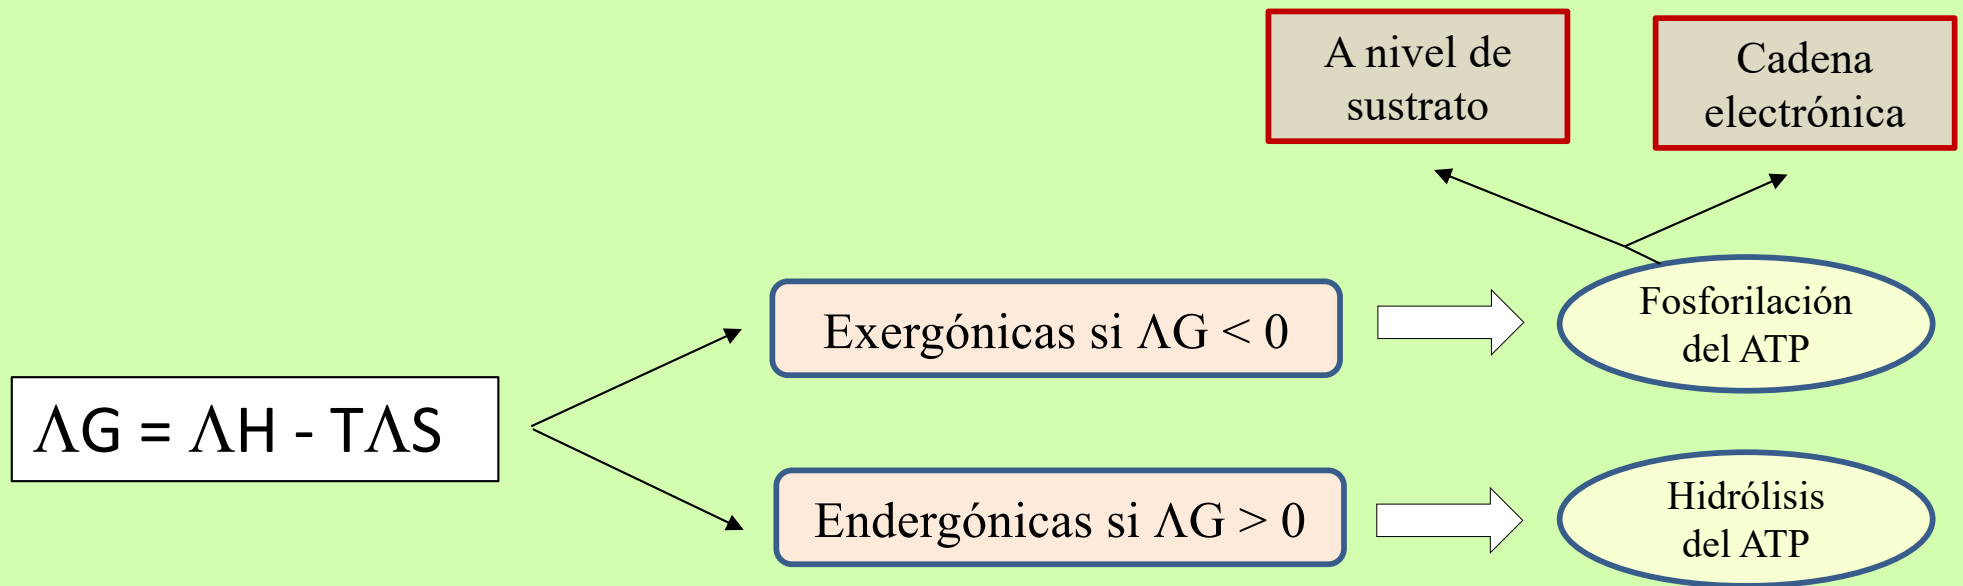 A nivel de
sustrato
Cadena
electrónica
Exergónicas si ΛG < 0
Fosforilación
del ATP
ΛG = ΛH - TΛS
Endergónicas si ΛG > 0
Hidrólisis
del ATP